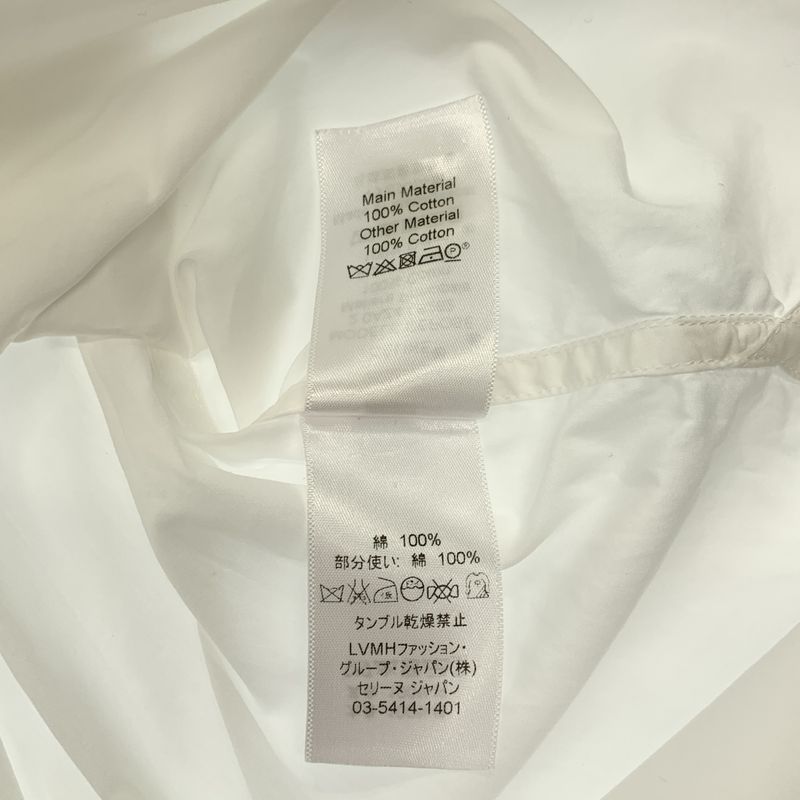 Main Material
100% Cotton
Other Material
100% Cotton
P®
綿 100%
部分使い: 綿 100%
タンブル乾燥禁止
LVMHファッション・
グループ・ジャパン(株)
セリーヌ ジャパン
03-5414-1401